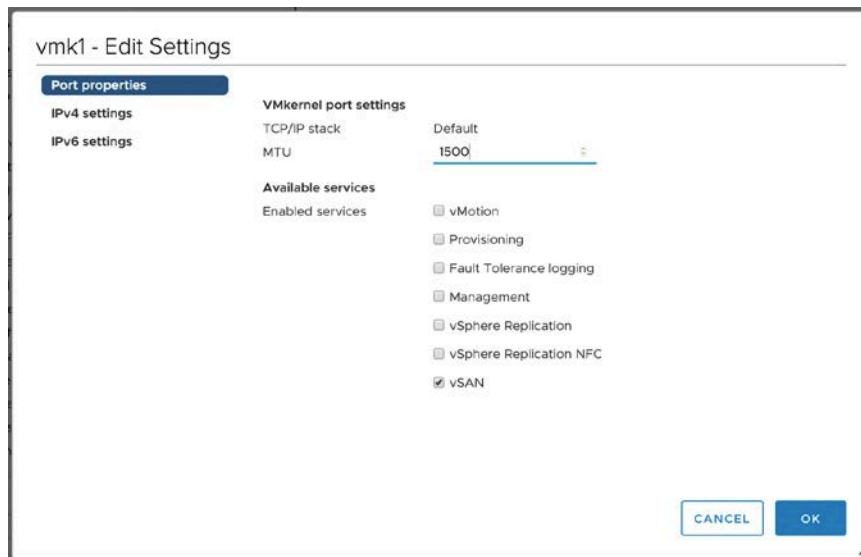 vmk1 - Edit Settings
Port properties
IPv4 settings
IPv6 settings
VMkernel port settings
TCP/IP stack Default
MTU 1500
Available services
Enabled services vMotion
Provisioning
Fault Tolerance logging
Management
vSphere Replication
vSphere Replication NFC
vSAN
CANCEL OK